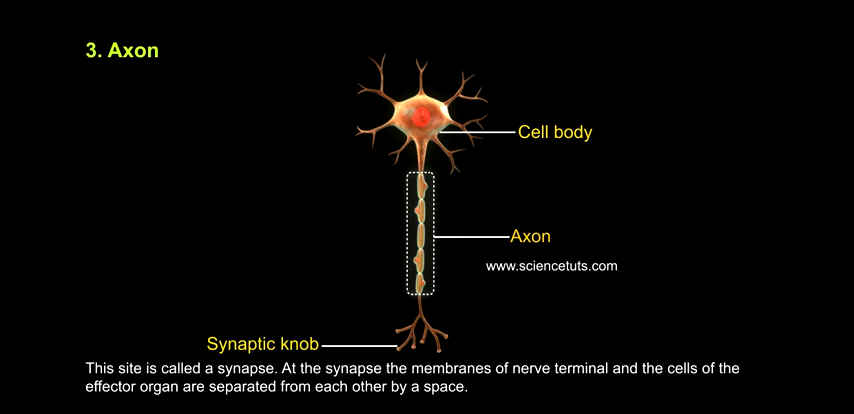 3. Axon
Cell body
Axon
www.sciencetuts.com
Synaptic knob
This site is called a synapse. At the synapse the membranes of nerve terminal and the cells of the
effector organ are separated from each other by a space.